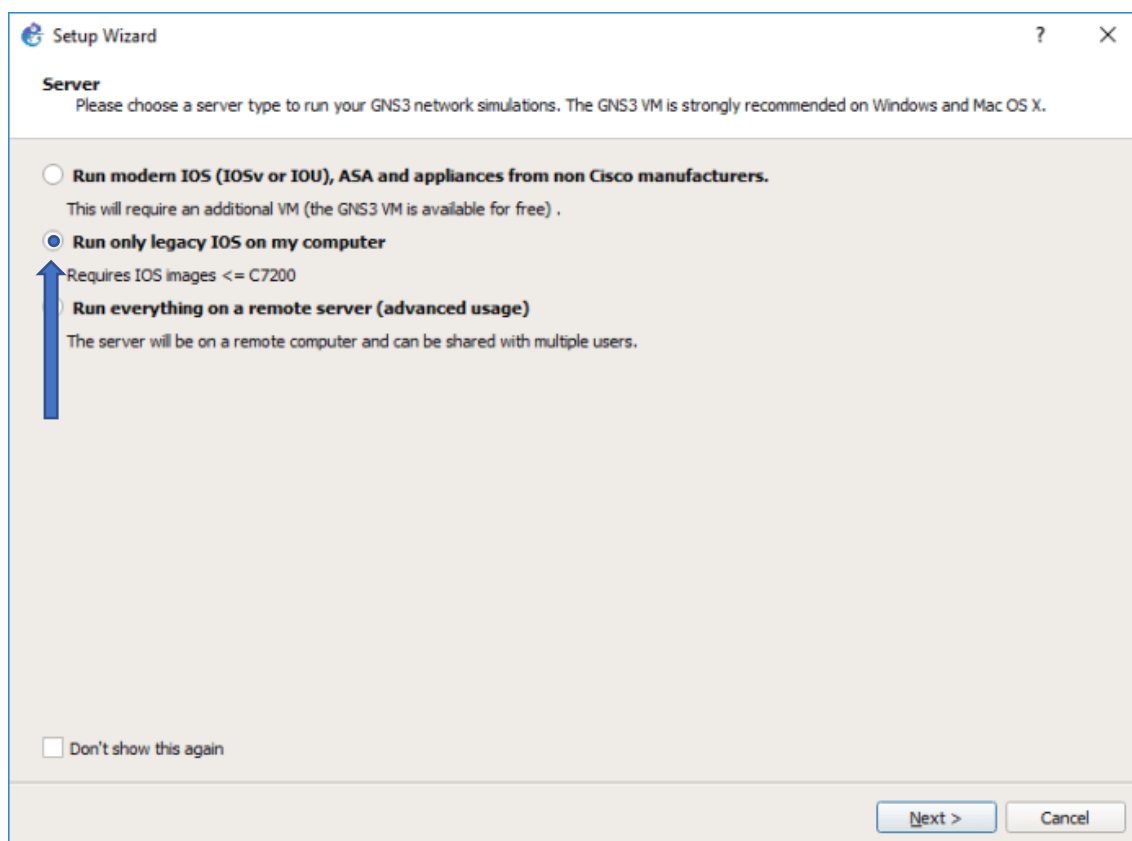 Setup Wizard
?
Server
Please choose a server type to run your GNS3 network simulations. The GNS3 VM is strongly recommended on Windows and Mac OS X.
Run modern IOS (IOSv or IOU), ASA and appliances from non Cisco manufacturers.
This will require an additional VM (the GNS3 VM is available for free) .
Run only legacy IOS on my computer
Requires IOS images <= C7200
Run everything on a remote server (advanced usage)
The server will be on a remote computer and can be shared with multiple users.
Don't show this again
Next >
Cancel